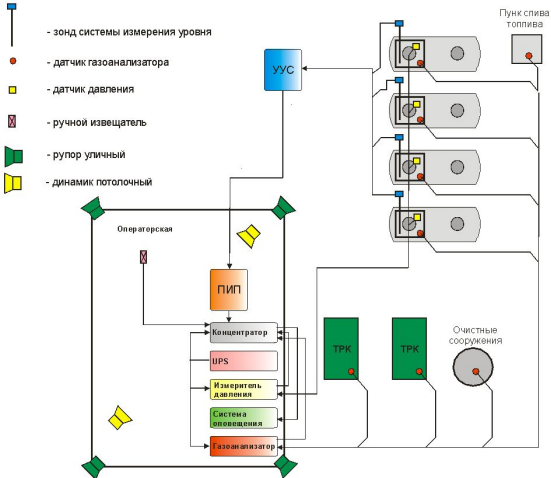 - зонд системы измерения уровня
- датчик газоанализатора
- датчик давления
- ручной извещатель
- рупор уличный
- динамик потолочный
УУС
Пунк слива
топлива
Операторская
ПИП
Концентратор
UPS
Измеритель
давления
Система
оповещения
Газоанализатор
ТРК
ТРК
Очистные
сооружения